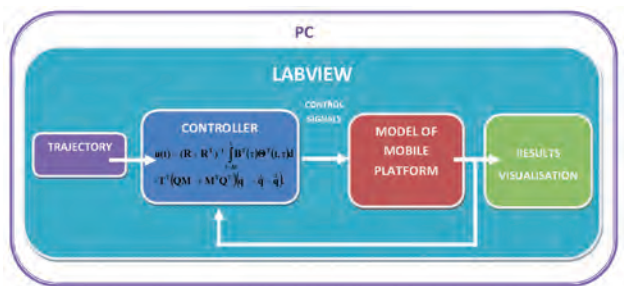 PC
LABVIEW
TRAJECTORY
CONTROLLER
CONTROL
SIGNALS
MODEL OF
MOBILE
PLATFORM
RESULTS
VISUALISATION